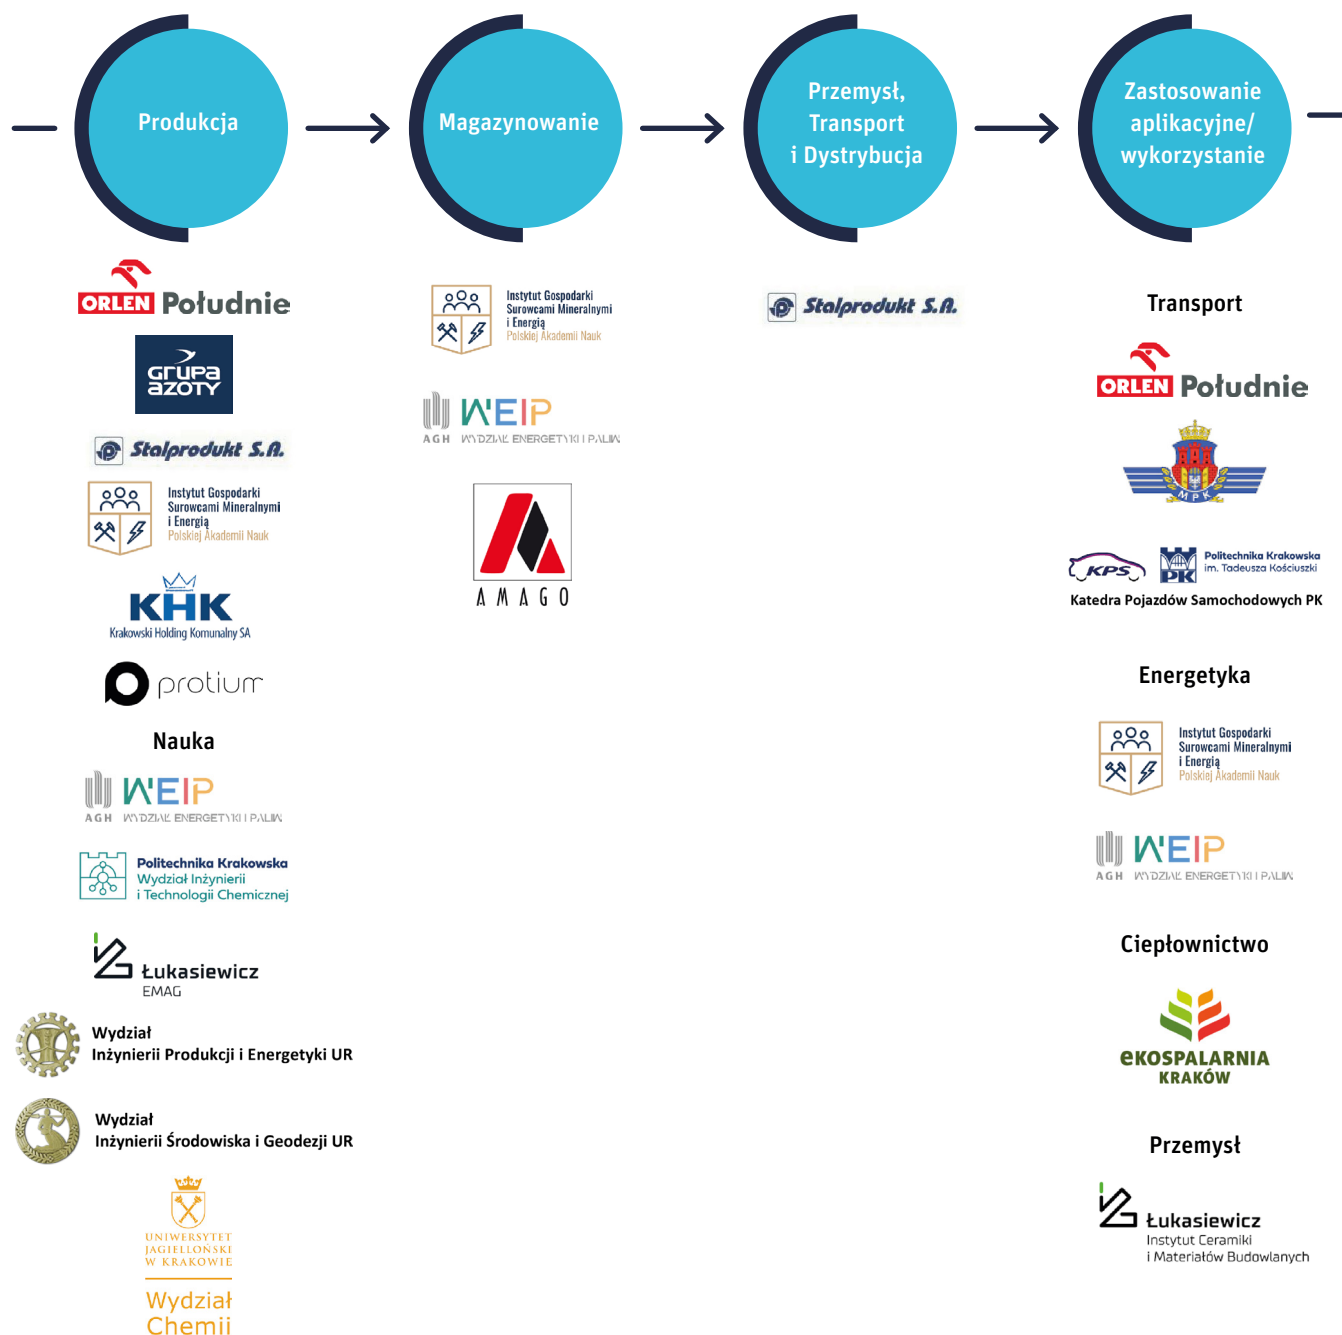 Produkcja
Magazynowanie
Przemysł,
Transport
i Dystrybucja
Zastosowanie
aplikacyjne/
wykorzystanie
ORLEN Południe
GRUPA
AZOTY
Stalprodukt S.A.
Instytut Gospodarki
Surowcami Mineralnymi
i Energią
Polskiej Akademii Nauk
KHK
Krakowski Holding Komunalny SA
protium
Nauka
WEIP
AGH WYDZIAŁ ENERGETYKI I PALIW
Politechnika Krakowska
Wydział Inżynierii
i Technologii Chemicznej
Łukasiewicz
EMAG
Wydział
Inżynierii Produkcji i Energetyki UR
Wydział
Inżynierii Środowiska i Geodezji UR
UNIWERSYTET
JAGIELLOŃSKI
W KRAKOWIE
Wydział
Chemii
Instytut Gospodarki
Surowcami Mineralnymi
i Energią
Polskiej Akademii Nauk
WEIP
AGH WYDZIAŁ ENERGETYKI I PALIW
AMAGO
Stalprodukt S.A.
Transport
ORLEN Południe
MPK
KPS
PK
Politechnika Krakowska
im. Tadeusza Kościuszki
Katedra Pojazdów Samochodowych PK
Energetyka
Instytut Gospodarki
Surowcami Mineralnymi
i Energią
Polskiej Akademii Nauk
WEIP
AGH WYDZIAŁ ENERGETYKI I PALIW
Ciepłownictwo
eKOSPALARNIA
KRAKÓW
Przemysł
Łukasiewicz
Instytut Ceramiki
i Materiałów Budowlanych